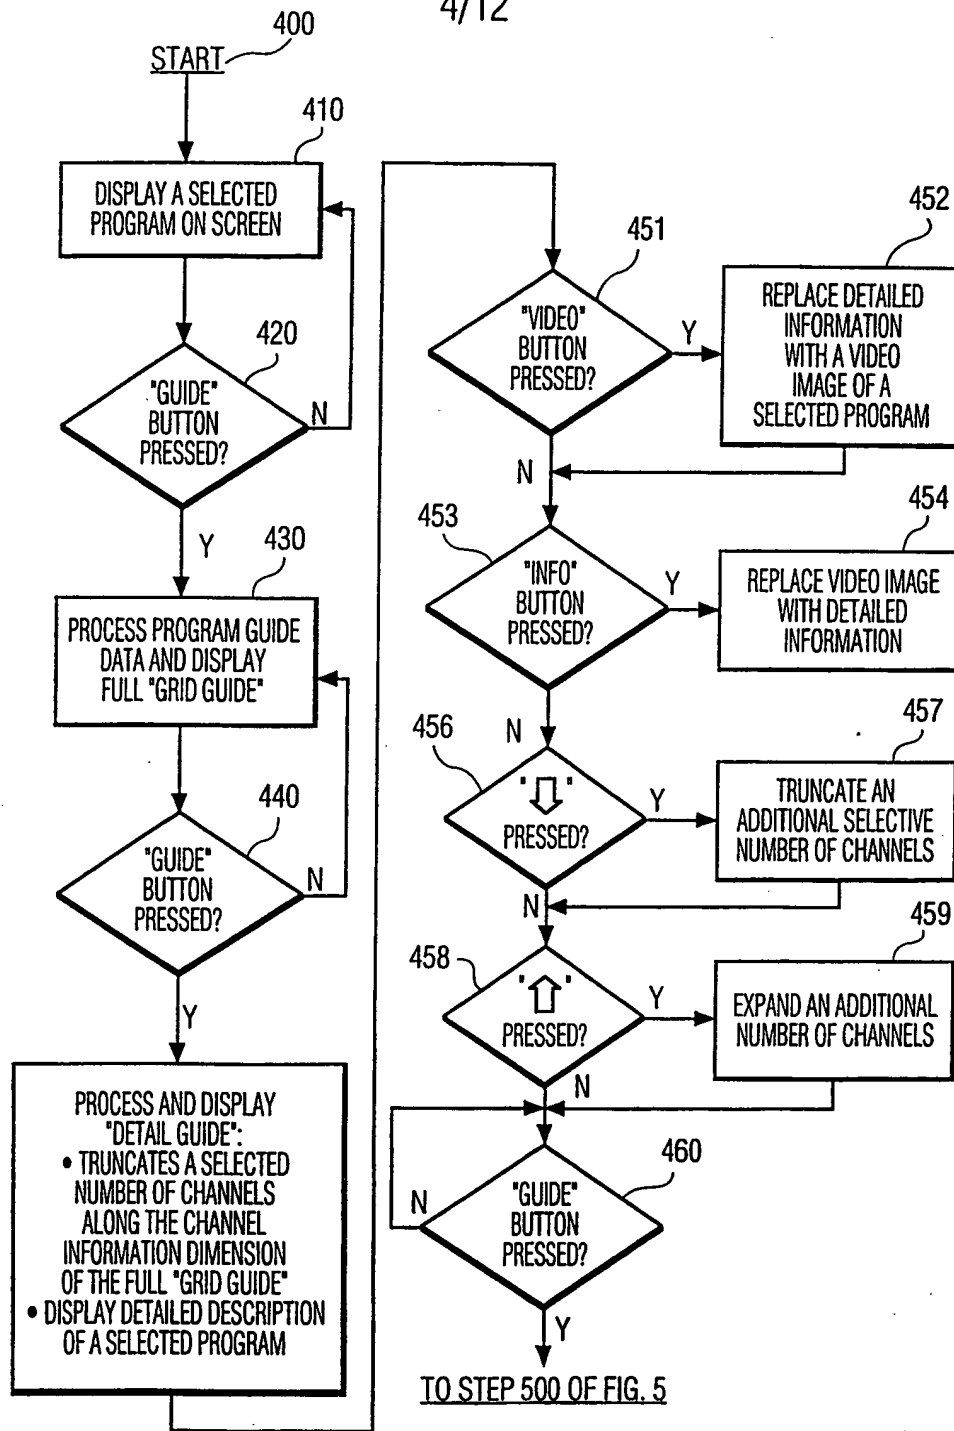 4/12
START 400
410
DISPLAY A SELECTED
PROGRAM ON SCREEN
420
"GUIDE"
BUTTON
PRESSED?
N
Y
430
PROCESS PROGRAM GUIDE
DATA AND DISPLAY
FULL "GRID GUIDE"
440
"GUIDE"
BUTTON
PRESSED?
N
Y
PROCESS AND DISPLAY
"DETAIL GUIDE":
• TRUNCATES A SELECTED
NUMBER OF CHANNELS
ALONG THE CHANNEL
INFORMATION DIMENSION
OF THE FULL "GRID GUIDE"
• DISPLAY DETAILED DESCRIPTION
OF A SELECTED PROGRAM
451
"VIDEO"
BUTTON
PRESSED?
Y
N
452
REPLACE DETAILED
INFORMATION
WITH A VIDEO
IMAGE OF A
SELECTED PROGRAM
453
"INFO"
BUTTON
PRESSED?
Y
N
454
REPLACE VIDEO IMAGE
WITH DETAILED
INFORMATION
456
"⇩"
PRESSED?
Y
N
457
TRUNCATE AN
ADDITIONAL SELECTIVE
NUMBER OF CHANNELS
458
"⇧"
PRESSED?
Y
N
459
EXPAND AN ADDITIONAL
NUMBER OF CHANNELS
460
"GUIDE"
BUTTON
PRESSED?
N
Y
TO STEP 500 OF FIG. 5